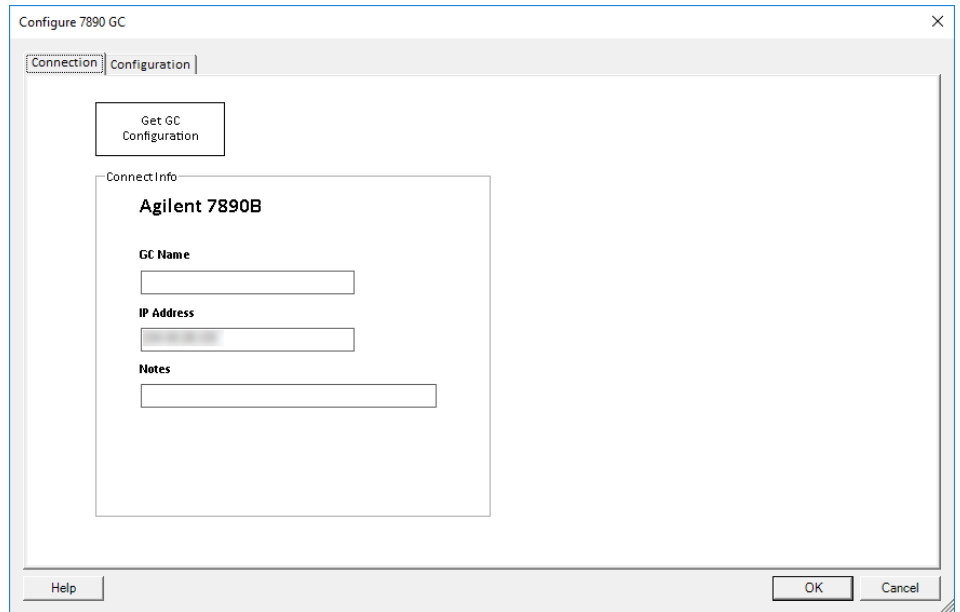 Configure 7890 GC
Connection
Configuration
Get GC
Configuration
Connect Info
Agilent 7890B
GC Name
IP Address
Notes
Help
OK
Cancel